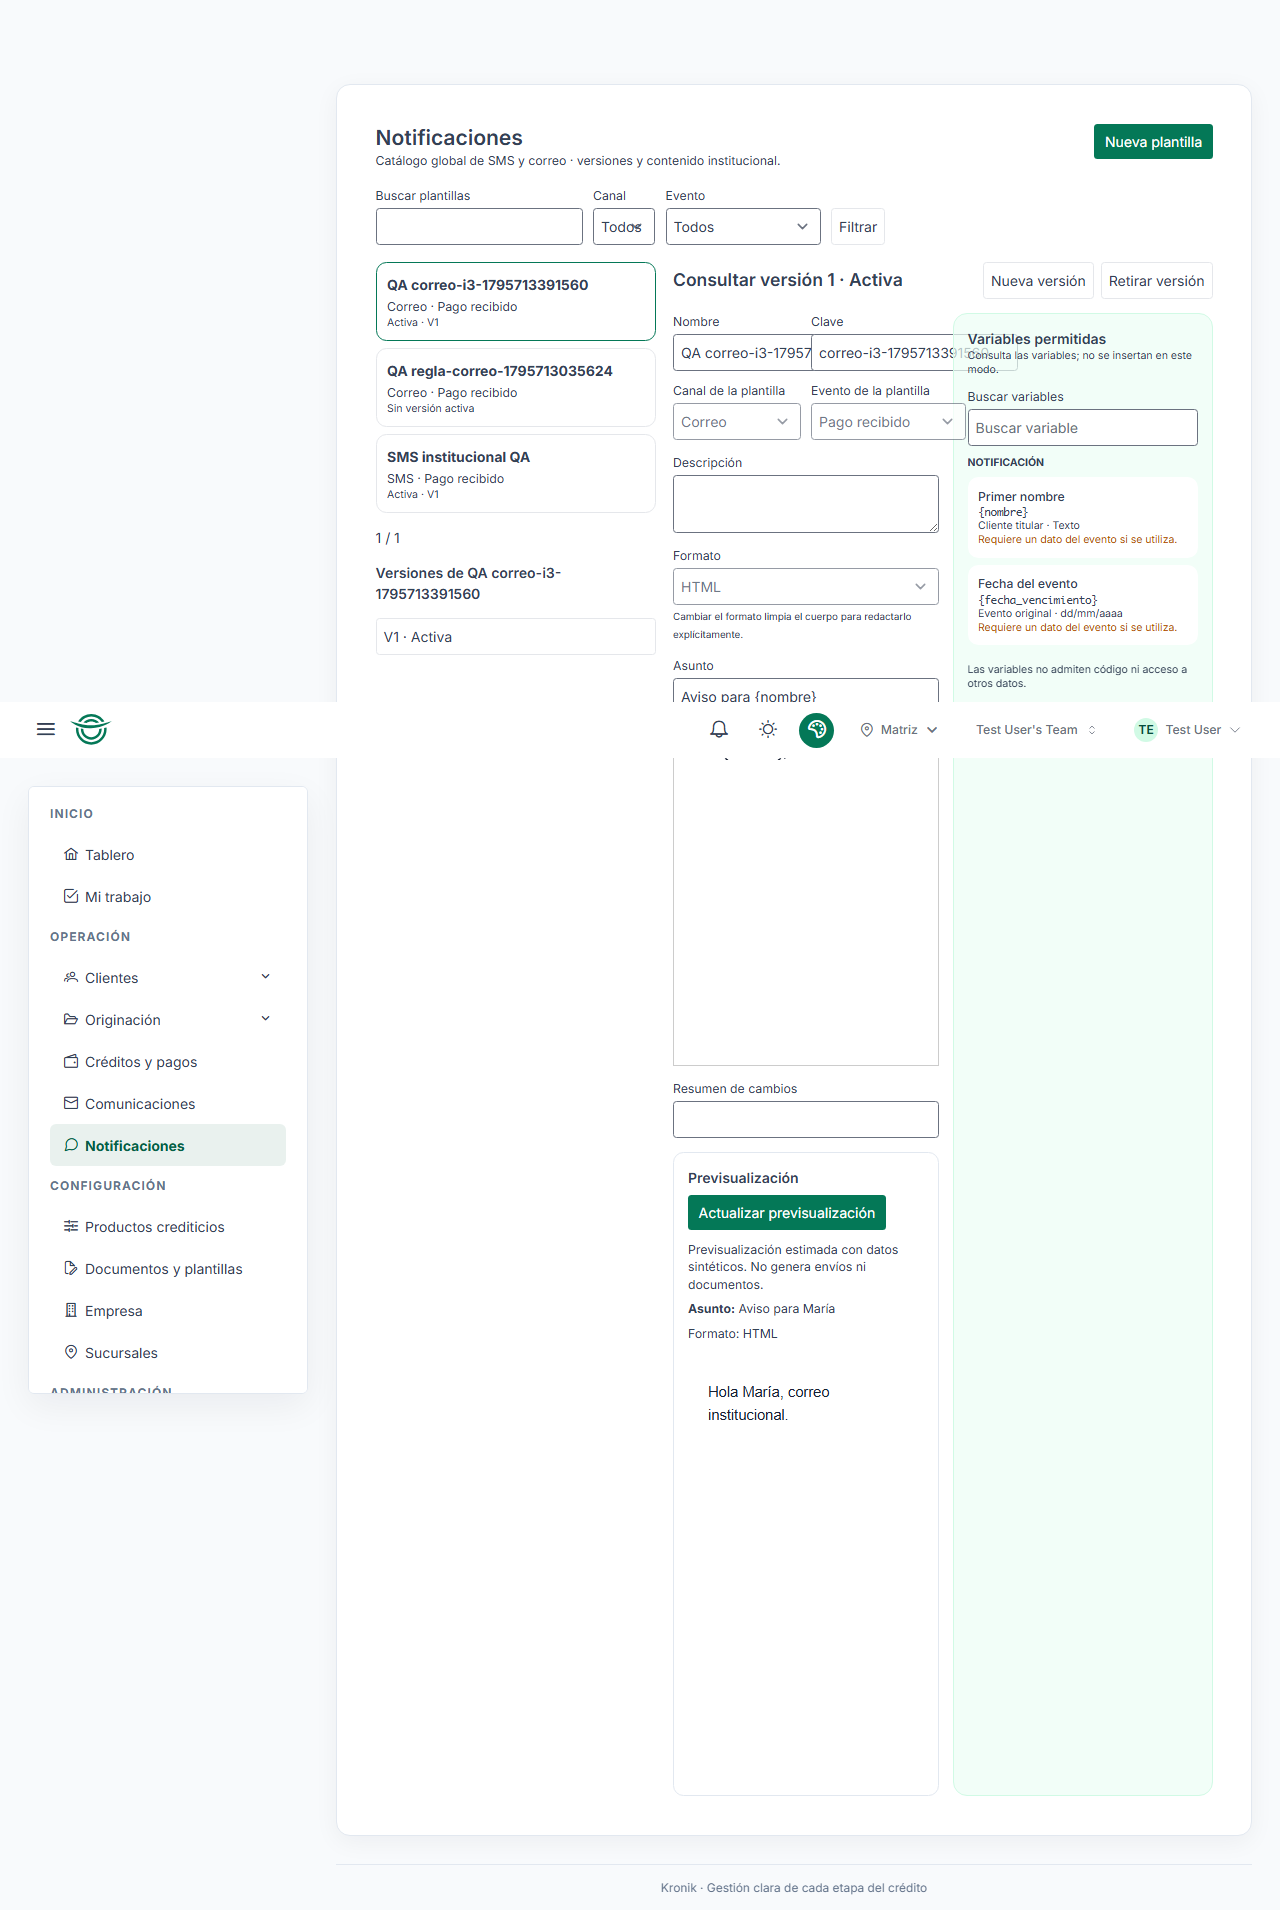 Notificaciones
Catálogo global de SMS y correo · versiones y contenido institucional.
Nueva plantilla
Buscar plantillas
Canal
Evento
Todos
Todos
Filtrar
QA correo-i3-1795713391560
Correo · Pago recibido
Activa · V1
QA regla-correo-1795713035624
Correo · Pago recibido
Sin versión activa
SMS institucional QA
SMS · Pago recibido
Activa · V1
1 / 1
Versiones de QA correo-i3-
1795713391560
V1 · Activa
Consultar versión 1 · Activa
Nueva versión
Retirar versión
Nombre
Clave
QA correo-i3-17957
correo-i3-1795713391560
Canal de la plantilla
Evento de la plantilla
Correo
Pago recibido
Descripción
Formato
HTML
Cambiar el formato limpia el cuerpo para redactarlo
explícitamente.
Asunto
Aviso para {nombre}
Variables permitidas
Consulta las variables; no se insertan en este
modo.
Buscar variables
Buscar variable
NOTIFICACIÓN
Primer nombre
{nombre}
Cliente titular · Texto
Requiere un dato del evento si se utiliza.
Fecha del evento
{fecha_vencimiento}
Evento original · dd/mm/aaaa
Requiere un dato del evento si se utiliza.
Las variables no admiten código ni acceso a
otros datos.
Matriz
Test User's Team
TE
Test User
INICIO
Tablero
Mi trabajo
OPERACIÓN
Clientes
Originación
Créditos y pagos
Comunicaciones
Notificaciones
CONFIGURACIÓN
Productos crediticios
Documentos y plantillas
Empresa
Sucursales
ADMINISTRACIÓN
Resumen de cambios
Previsualización
Actualizar previsualización
Previsualización estimada con datos
sintéticos. No genera envíos ni
documentos.
Asunto: Aviso para María
Formato: HTML
Hola María, correo
institucional.
Kronik · Gestión clara de cada etapa del crédito